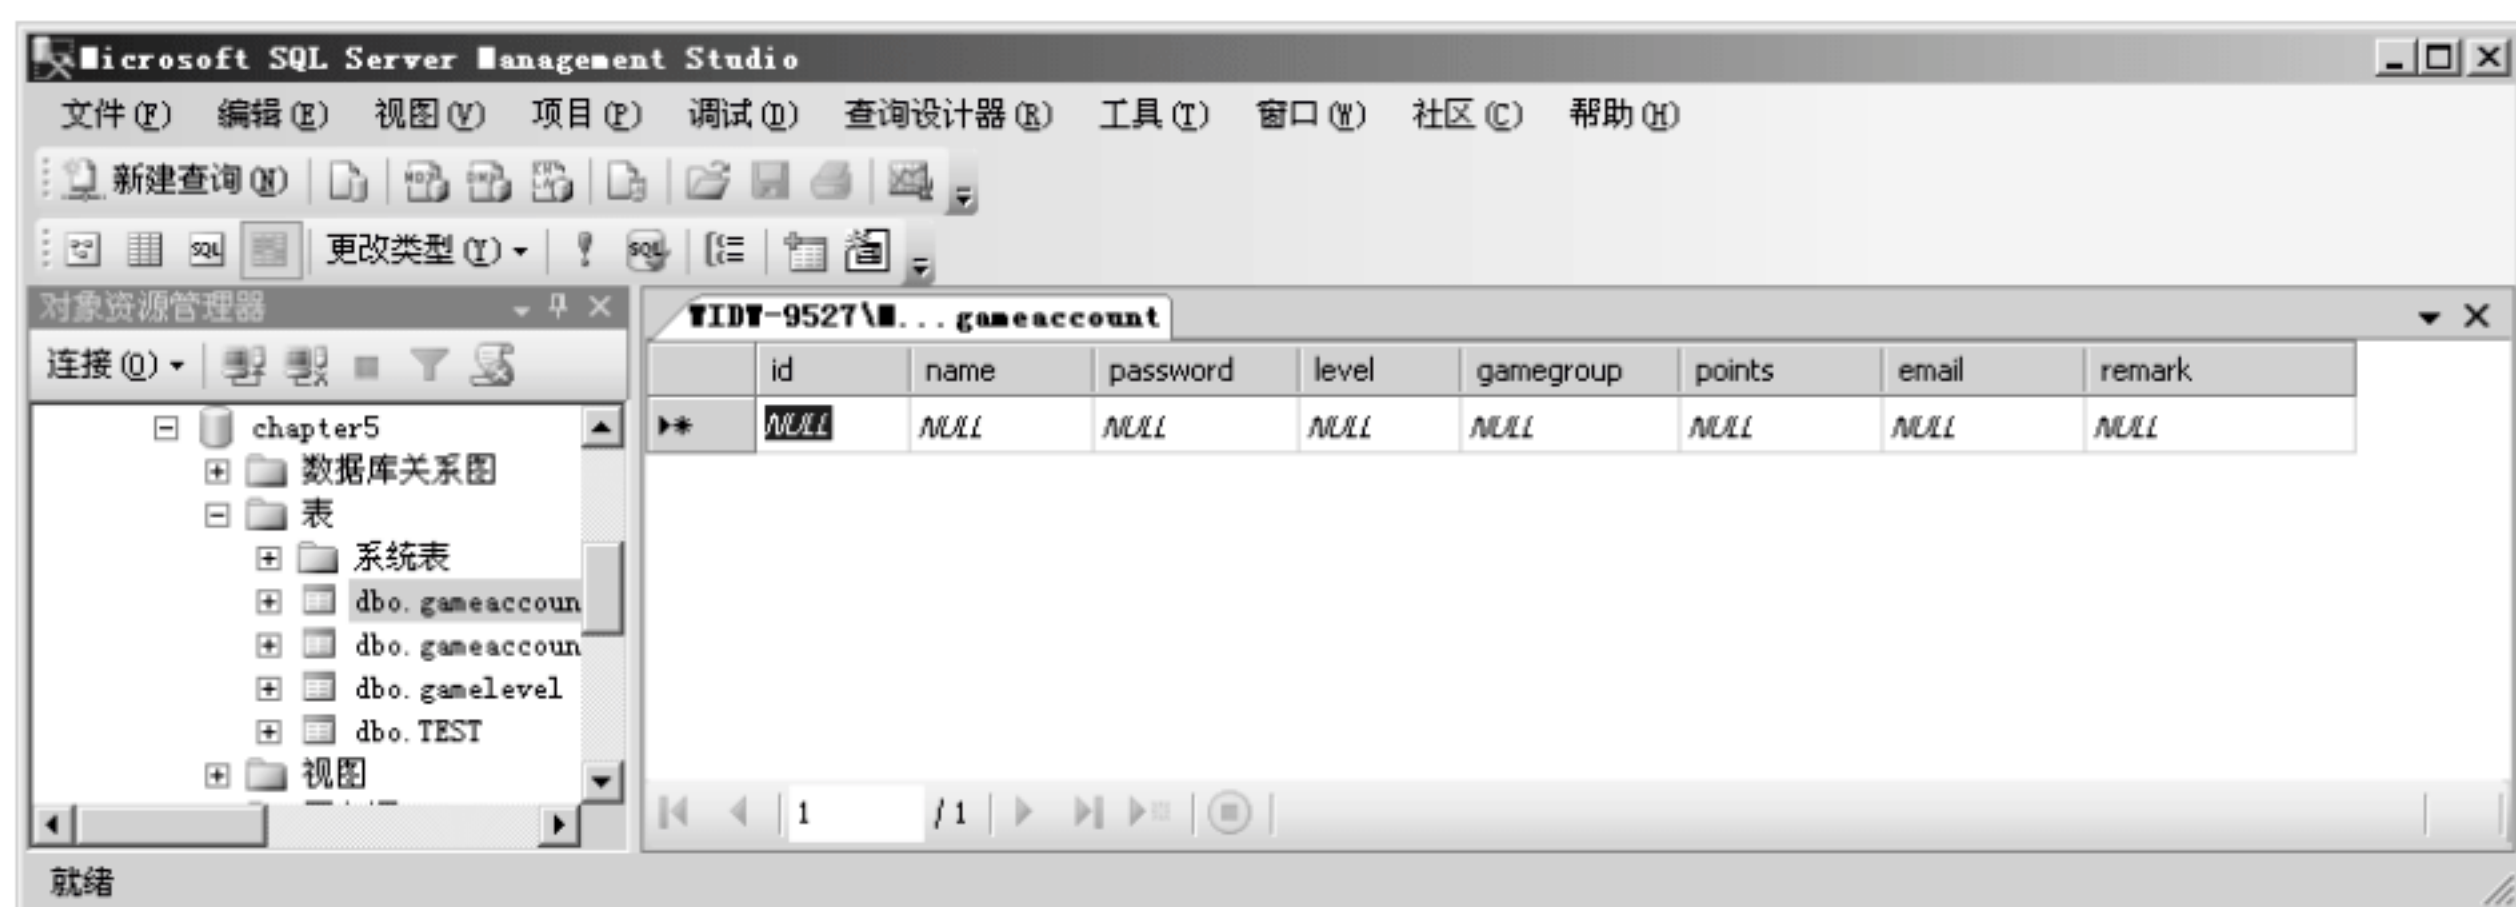 Microsoft SQL Server Management Studio
文件(F) 编辑(E) 视图(V) 项目(P) 调试(D) 查询设计器(R) 工具(T) 窗口(W) 社区(C) 帮助(H)
新建查询(N)
更改类型(Y)
对象资源管理器
连接(O)
chapter5
数据库关系图
表
系统表
dbo.gameaccoun
dbo.gameaccoun
dbo.gamelevel
dbo.TEST
视图
WIDW-9527\M...gameaccount
id name password level gamegroup points email remark
NULL NULL NULL NULL NULL NULL NULL NULL
1 / 1
就绪